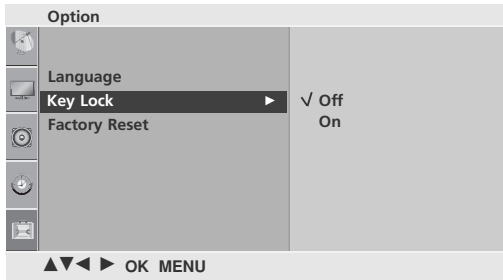 Option
Language
Key Lock ► √ Off
On
Factory Reset
▲▼◄ ► OK MENU